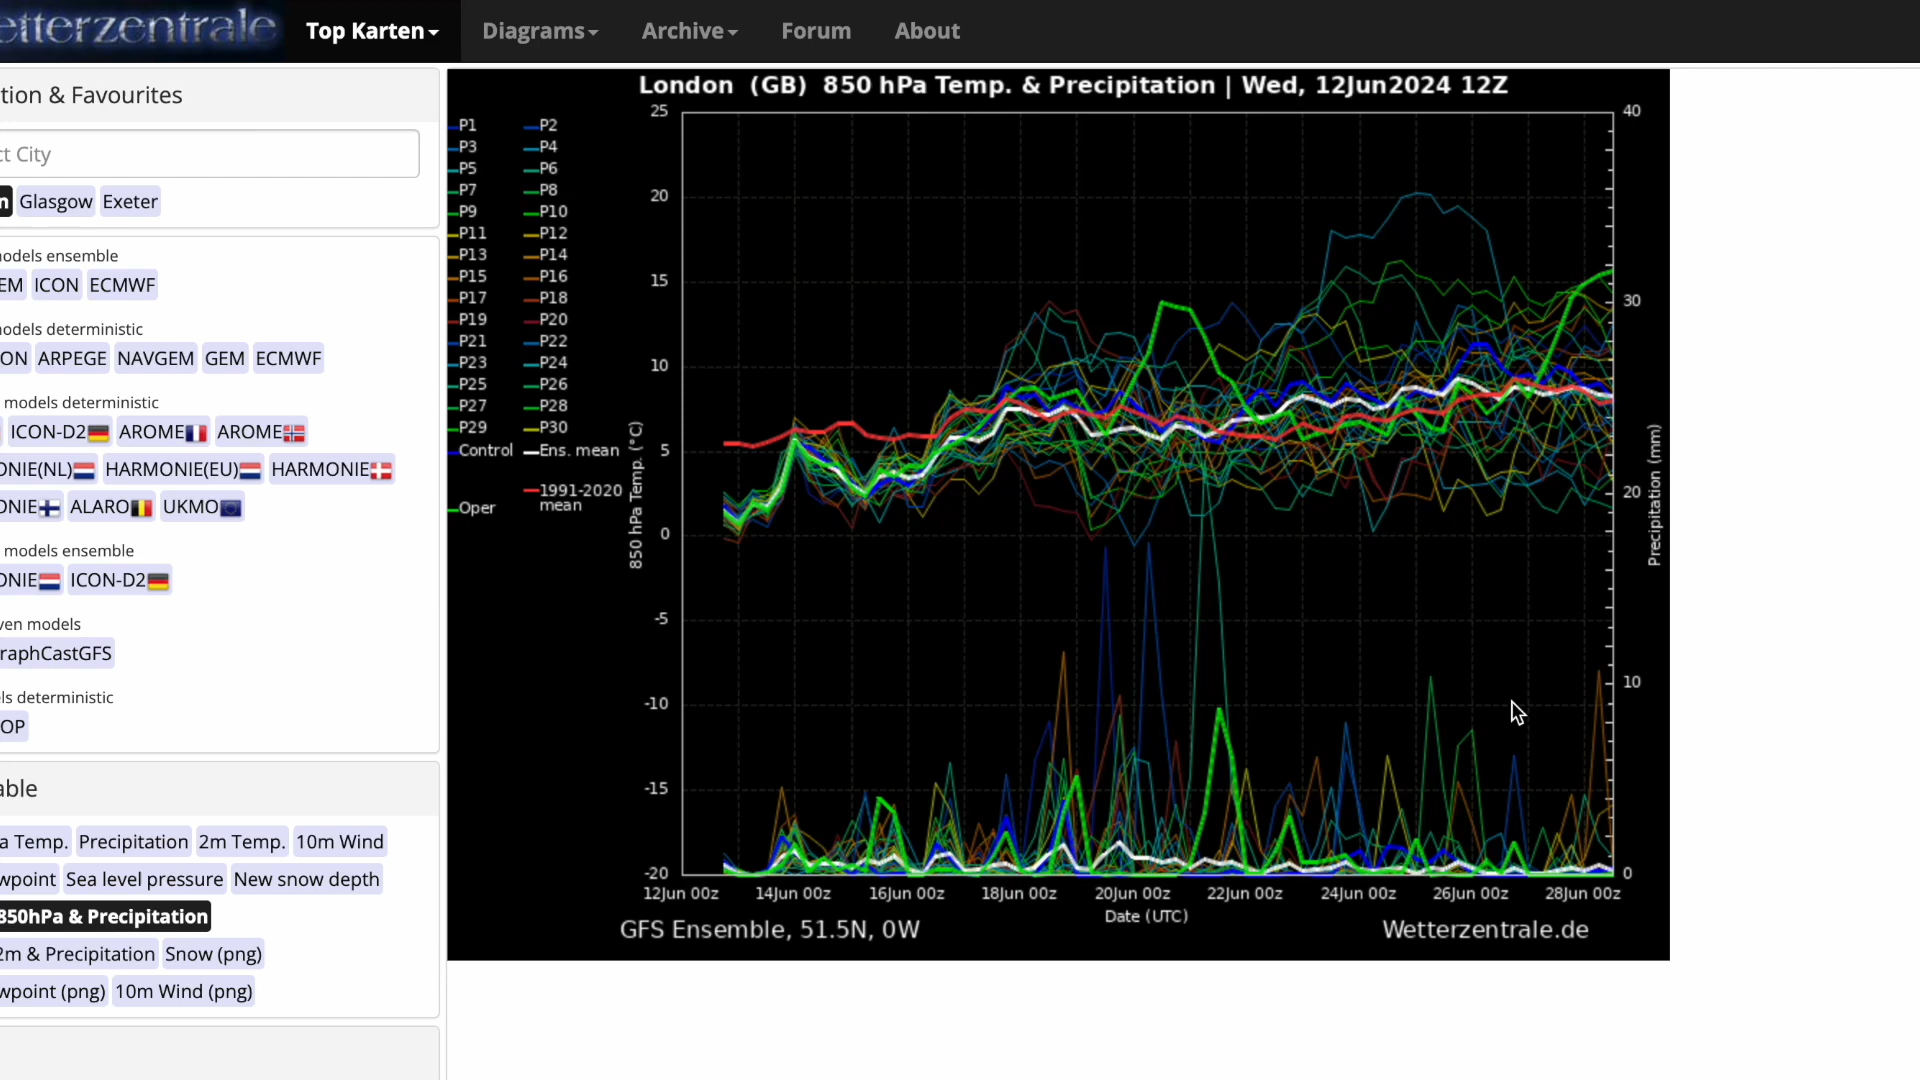 etterzentrale
Top Karten
Diagrams
Archive
Forum
About
tion & Favourites
ct City
n Glasgow Exeter
odels ensemble
EM ICON ECMWF
odels deterministic
ON ARPEGE NAVGEM GEM ECMWF
models deterministic
ICON-D2 AROME AROME
ONIE(NL) HARMONIE(EU) HARMONIE
ONIE ALARO UKMO
models ensemble
ONIE ICON-D2
ven models
raphCastGFS
ls deterministic
OP
able
a Temp. Precipitation 2m Temp. 10m Wind
wpoint Sea level pressure New snow depth
850hPa & Precipitation
2m & Precipitation Snow (png)
wpoint (png) 10m Wind (png)
London (GB) 850 hPa Temp. & Precipitation | Wed, 12Jun2024 12Z
P1 P2
P3 P4
P5 P6
P7 P8
P9 P10
P11 P12
P13 P14
P15 P16
P17 P18
P19 P20
P21 P22
P23 P24
P25 P26
P27 P28
P29 P30
Control Ens. mean
1991-2020
mean
Oper
850 hPa Temp. (°C)
25
20
15
10
5
0
-5
-10
-15
-20
40
30
20
10
0
Precipitation (mm)
12Jun 00z 14Jun 00z 16Jun 00z 18Jun 00z 20Jun 00z 22Jun 00z 24Jun 00z 26Jun 00z 28Jun 00z
Date (UTC)
GFS Ensemble, 51.5N, 0W
Wetterzentrale.de